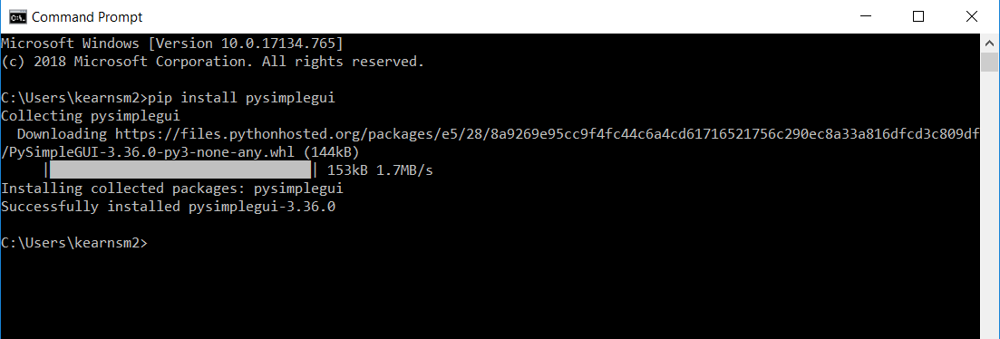 Command Prompt
Microsoft Windows [Version 10.0.17134.765]
(c) 2018 Microsoft Corporation. All rights reserved.
C:\Users\kearnsm2>pip install pysimplegui
Collecting pysimplegui
Downloading https://files.pythonhosted.org/packages/e5/28/8a9269e95cc9f4fc44c6a4cd61716521756c290ec8a33a816dfcd3c809df
/PySimpleGUI-3.36.0-py3-none-any.whl (144kB)
|████████████████████████████████| 153kB 1.7MB/s
Installing collected packages: pysimplegui
Successfully installed pysimplegui-3.36.0
C:\Users\kearnsm2>